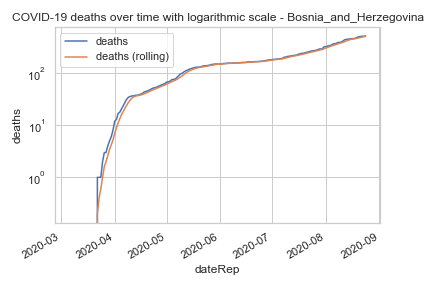 COVID-19 deaths over time with logarithmic scale - Bosnia_and_Herzegovina
deaths
deaths (rolling)
10²
10¹
10⁰
deaths
2020-03
2020-04
2020-05
2020-06
2020-07
2020-08
2020-09
dateRep